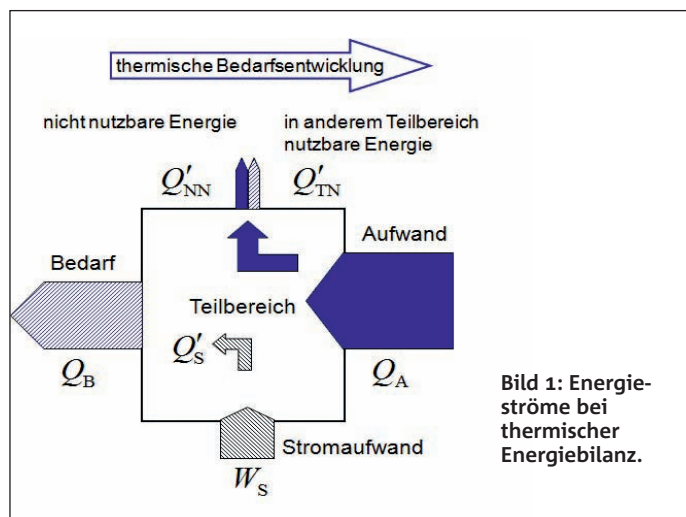 thermische Bedarfsentwicklung
nicht nutzbare Energie
in anderem Teilbereich
nutzbare Energie
Q′NN
Q′TN
Aufwand
Bedarf
Teilbereich
Q′S
QB
QA
Stromaufwand
WS
Bild 1: Energie-
ströme bei
thermischer
Energiebilanz.